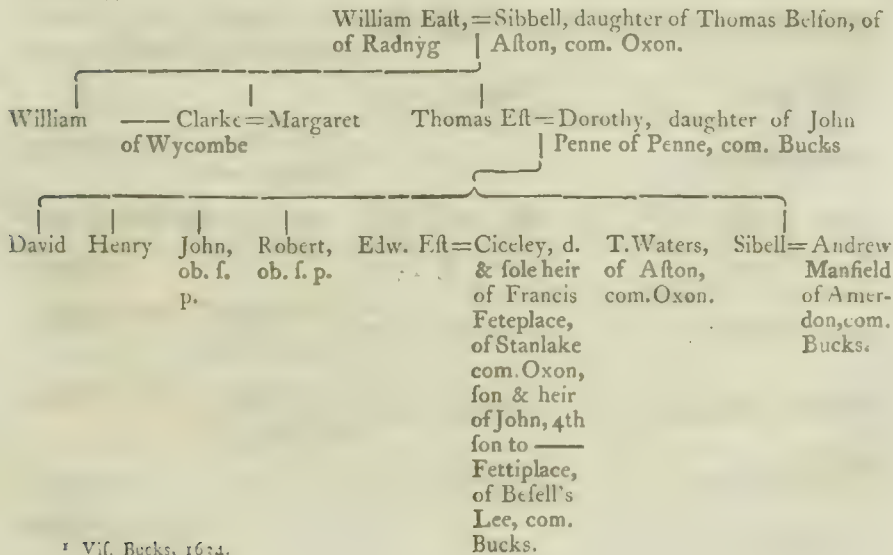 William Eaſt,=Sibbell, daughter of Thomas Belſon, of
of Radnyg | Aſton, com. Oxon.
William —— Clarke=Margaret Thomas Eſt=Dorothy, daughter of John
of Wycombe | Penne of Penne, com. Bucks
David Henry John, Robert, Edw. Eſt=Ciceley, d. T.Waters, Sibell=Andrew
ob. ſ. ob. ſ. p. & ſole heir of Aſton, Manfield
p. of Francis com.Oxon. of Amer-
Feteplace, don,com.
of Stanlake Bucks.
com.Oxon,
ſon & heir
of John, 4th
ſon to ——
Fettiplace,
of Beſell's
Lee, com.
Bucks.
¹ Viſ. Bucks, 1634.